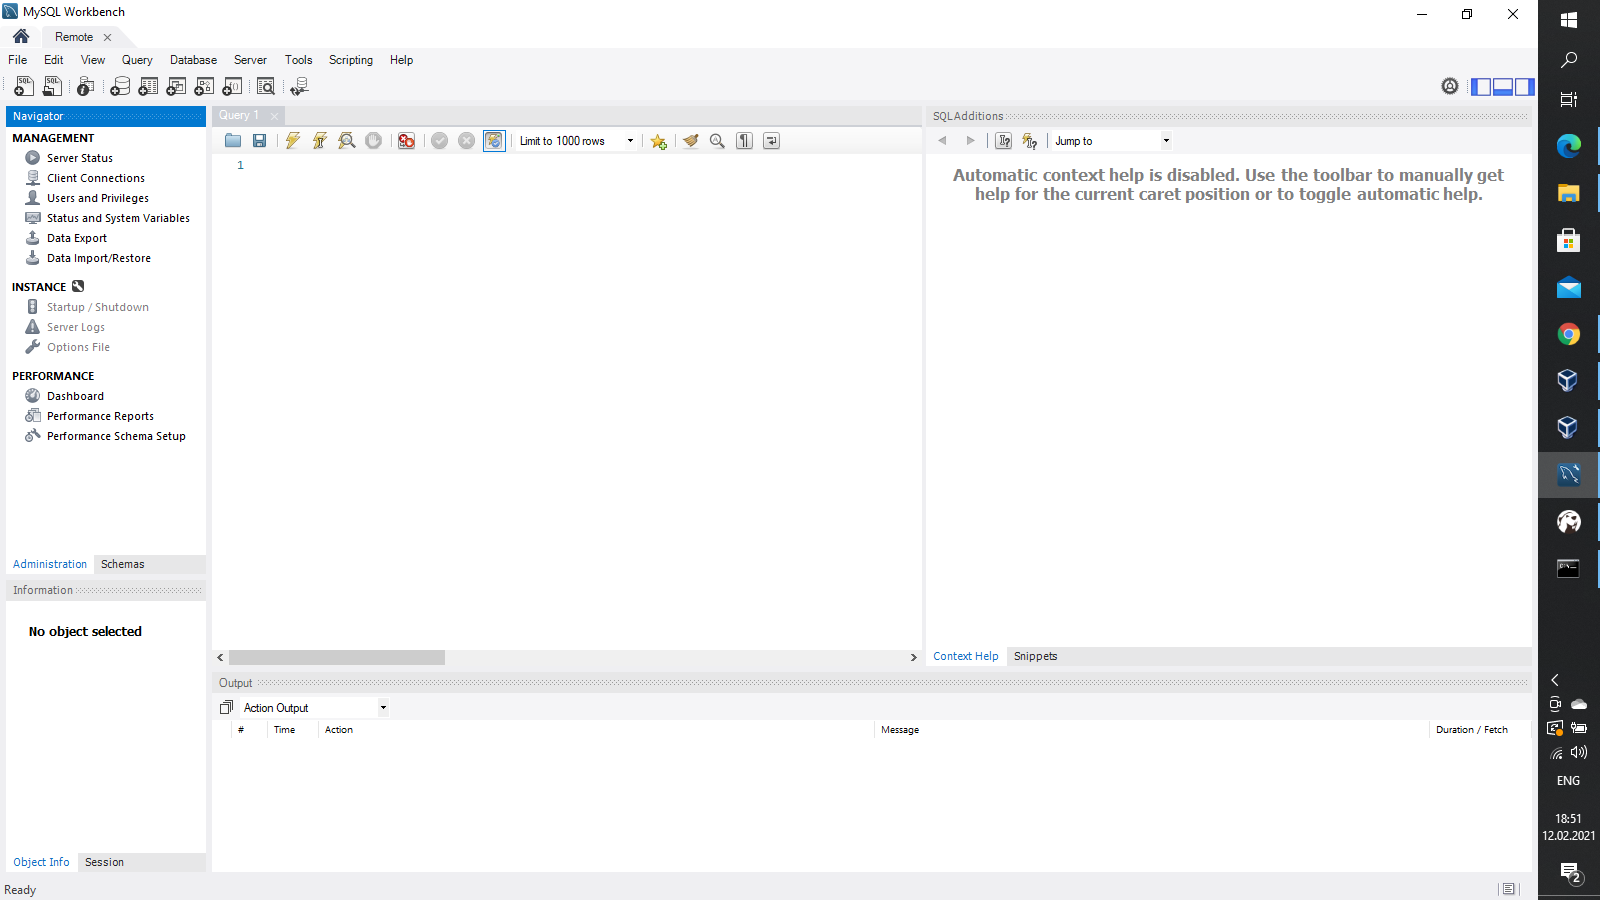 MySQL Workbench
Remote
File Edit View Query Database Server Tools Scripting Help
Navigator
MANAGEMENT
Server Status
Client Connections
Users and Privileges
Status and System Variables
Data Export
Data Import/Restore
INSTANCE
Startup / Shutdown
Server Logs
Options File
PERFORMANCE
Dashboard
Performance Reports
Performance Schema Setup
Administration Schemas
Information
No object selected
Object Info Session
Ready
Query 1
Limit to 1000 rows
1
SQLAdditions
Jump to
Automatic context help is disabled. Use the toolbar to manually get
help for the current caret position or to toggle automatic help.
Context Help Snippets
Output
Action Output
# Time Action Message Duration / Fetch
ENG
18:51
12.02.2021
2